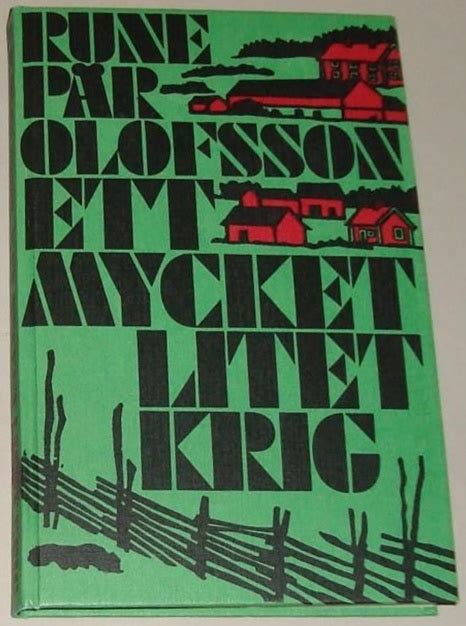 RUNE
PÄR
OLOFSSON
ETT
MYCKET
LITET
KRIG